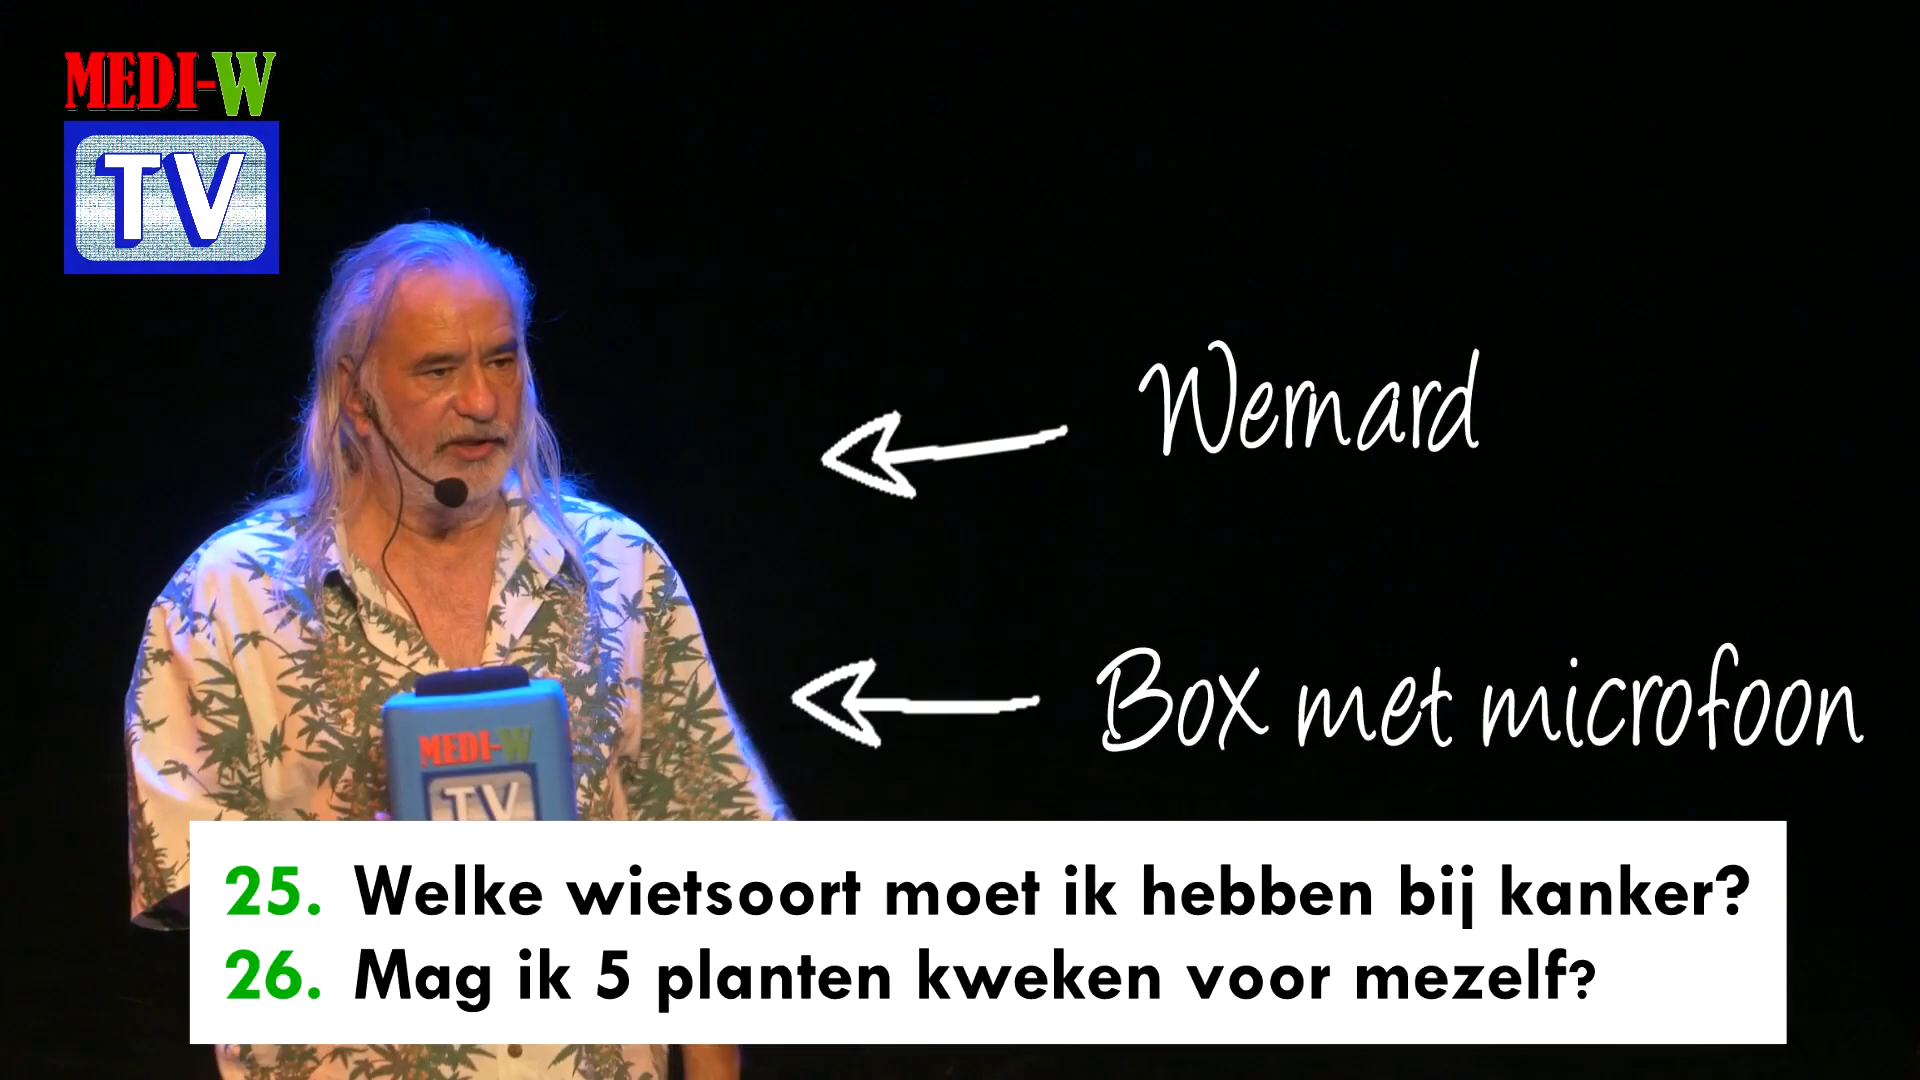 MEDI-W
TV
Wernard
Box met microfoon
MEDI-W
TV
25. Welke wietsoort moet ik hebben bij kanker?
26. Mag ik 5 planten kweken voor mezelf?